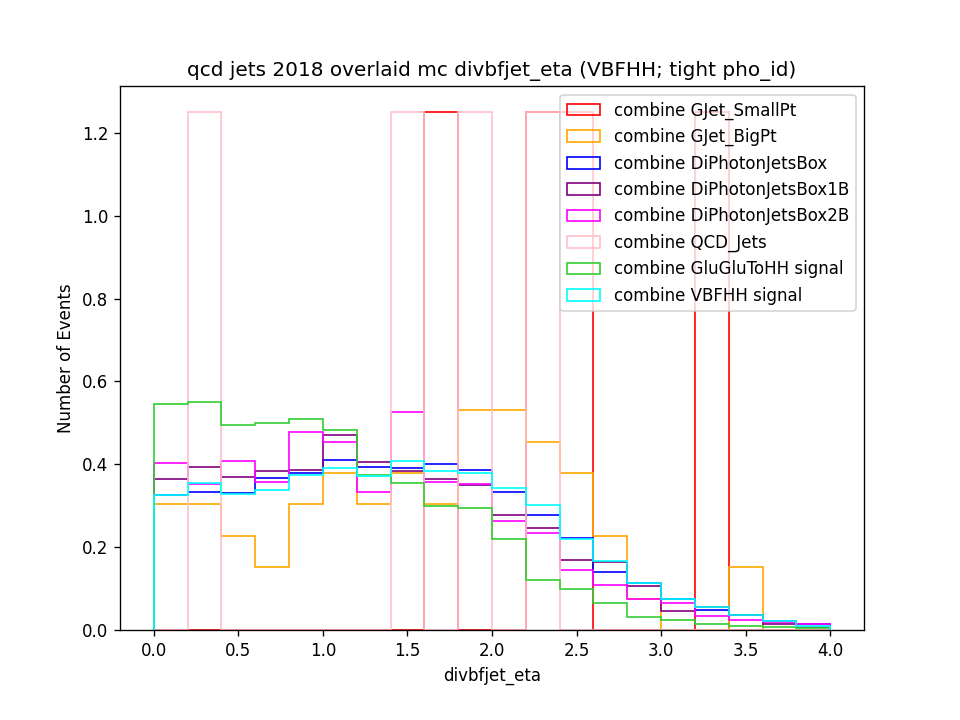 qcd jets 2018 overlaid mc divbfjet_eta (VBFHH; tight pho_id)
combine GJet_SmallPt
combine GJet_BigPt
combine DiPhotonJetsBox
combine DiPhotonJetsBox1B
combine DiPhotonJetsBox2B
combine QCD_Jets
combine GluGluToHH signal
combine VBFHH signal
Number of Events
1.2
1.0
0.8
0.6
0.4
0.2
0.0
0.0 0.5 1.0 1.5 2.0 2.5 3.0 3.5 4.0
divbfjet_eta